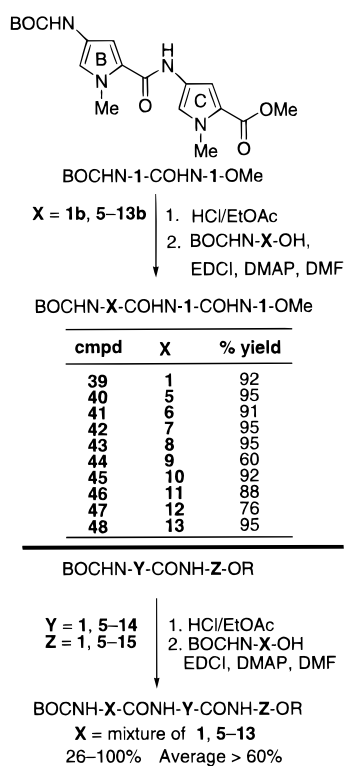 BOCHN
B
N
Me
O
H
N
C
N
Me
OMe
O
BOCHN-1-COHN-1-OMe
X = 1b, 5–13b
1. HCl/EtOAc
2. BOCHN-X-OH,
EDCI, DMAP, DMF
BOCHN-X-COHN-1-COHN-1-OMe
cmpd X % yield
39 1 92
40 5 95
41 6 91
42 7 95
43 8 95
44 9 60
45 10 92
46 11 88
47 12 76
48 13 95
BOCHN-Y-CONH-Z-OR
Y = 1, 5–14
Z = 1, 5–15
1. HCl/EtOAc
2. BOCHN-X-OH
EDCI, DMAP, DMF
BOCNH-X-CONH-Y-CONH-Z-OR
X = mixture of 1, 5–13
26–100% Average > 60%